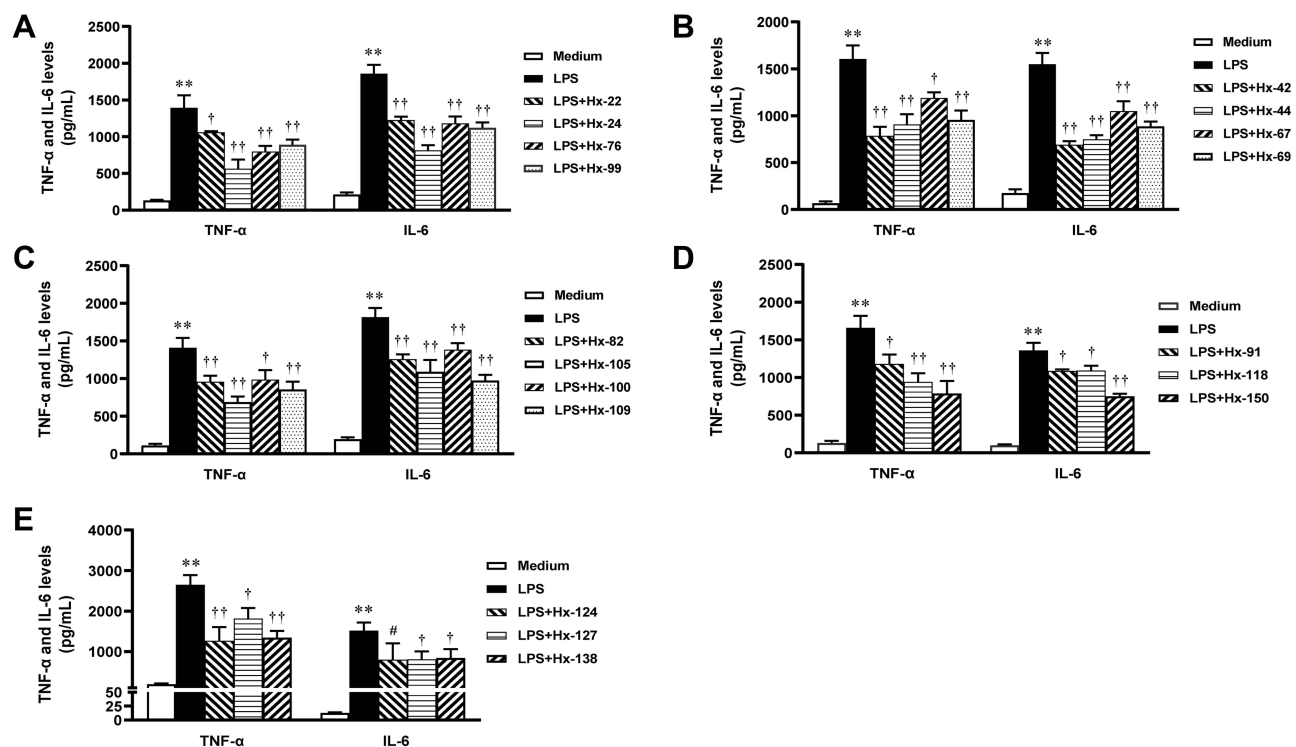 A
TNF-α and IL-6 levels
(pg/mL)
2500
2000
1500
1000
500
0
**
†
††
††
††
**
††
††
††
††
TNF-α
IL-6
Medium
LPS
LPS+Hx-22
LPS+Hx-24
LPS+Hx-76
LPS+Hx-99
B
TNF-α and IL-6 levels
(pg/mL)
2000
1500
1000
500
0
**
††
††
†
††
**
††
††
††
††
TNF-α
IL-6
Medium
LPS
LPS+Hx-42
LPS+Hx-44
LPS+Hx-67
LPS+Hx-69
C
TNF-α and IL-6 levels
(pg/mL)
2500
2000
1500
1000
500
0
**
††
††
†
††
**
††
††
††
††
TNF-α
IL-6
Medium
LPS
LPS+Hx-82
LPS+Hx-105
LPS+Hx-100
LPS+Hx-109
D
TNF-α and IL-6 levels
(pg/mL)
2500
2000
1500
1000
500
0
**
†
††
††
**
†
†
††
TNF-α
IL-6
Medium
LPS
LPS+Hx-91
LPS+Hx-118
LPS+Hx-150
E
TNF-α and IL-6 levels
(pg/mL)
4000
3000
2000
1000
50
25
0
**
††
†
††
**
#
†
†
TNF-α
IL-6
Medium
LPS
LPS+Hx-124
LPS+Hx-127
LPS+Hx-138